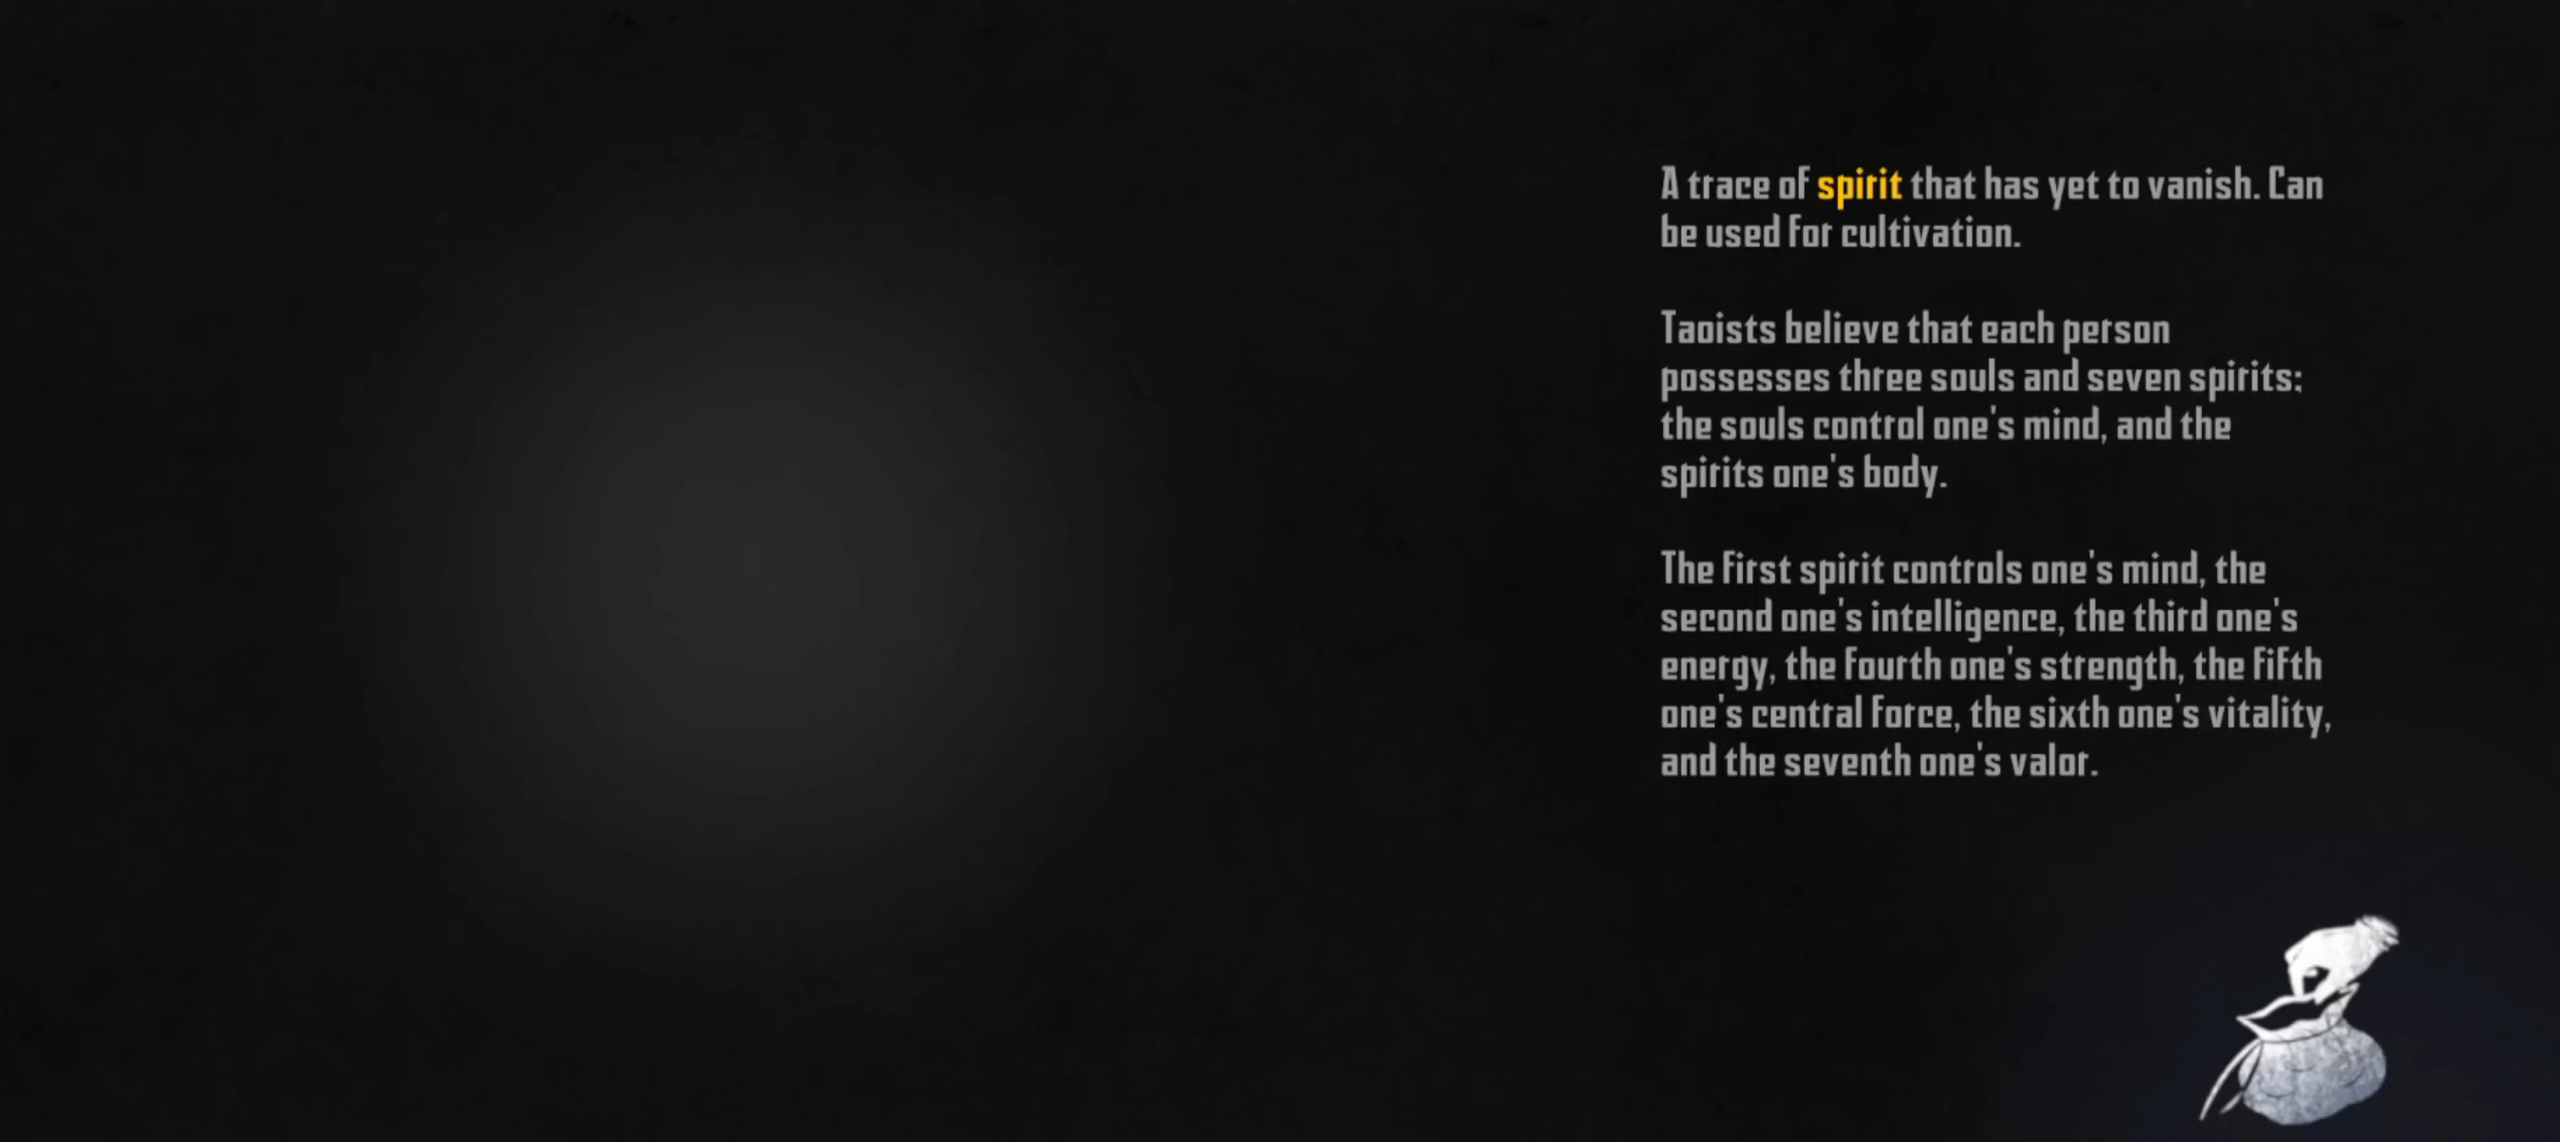 A trace of spirit that has yet to vanish. Can
be used for cultivation.
Taoists believe that each person
possesses three souls and seven spirits:
the souls control one's mind, and the
spirits one's body.
The first spirit controls one's mind, the
second one's intelligence, the third one's
energy, the fourth one's strength, the fifth
one's central force, the sixth one's vitality,
and the seventh one's valor.